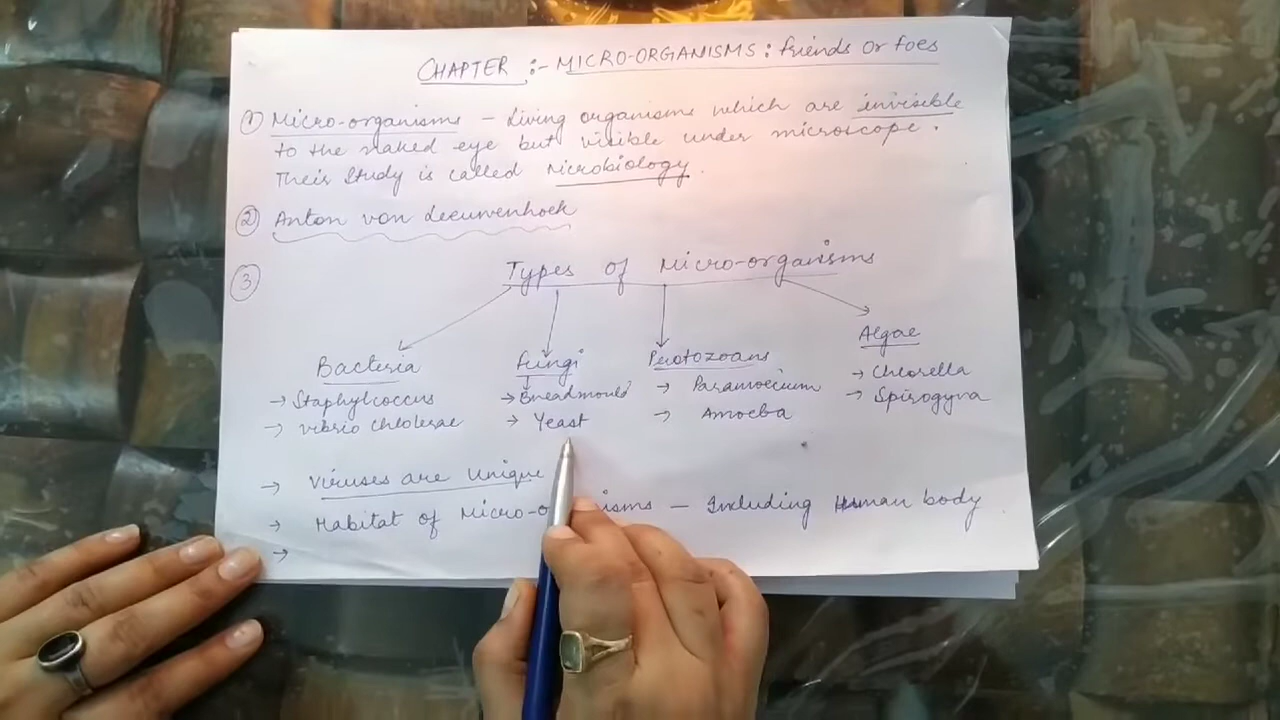 CHAPTER :- MICRO-ORGANISMS: friends or foes
① Micro-organisms - Living organisms which are invisible
to the naked eye but visible under microscope.
Their study is called Microbiology.
② Anton von Leeuwenhoek
③ Types of Micro-organisms
Bacteria
→ Staphylcoccus
→ vibrio cholerae
Fungi
→ Breadmould
→ Yeast
Protozoans
→ Paramoecium
→ Amoeba
Algae
→ Chlorella
→ Spirogyra
→ Viruses are Unique
→ Habitat of Micro-o isms - Including Human body
→